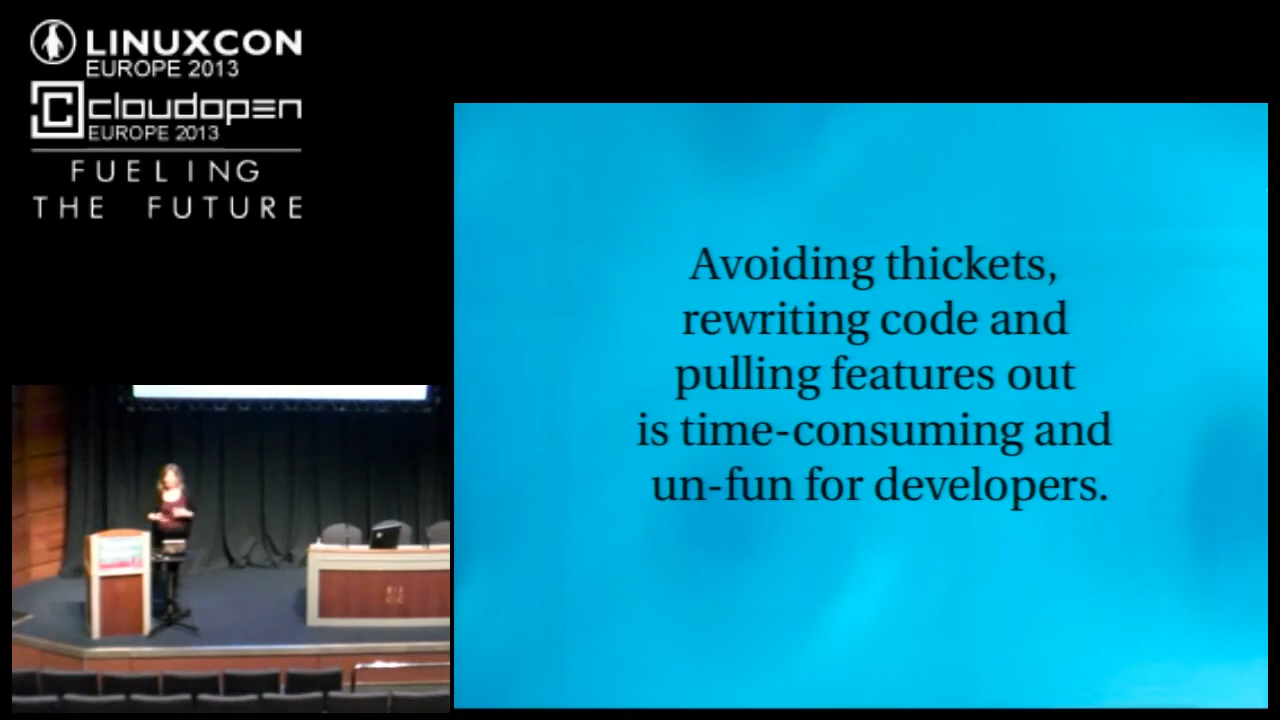 LINUXCON
EUROPE 2013
cloudopen
EUROPE 2013
FUELING
THE FUTURE
Avoiding thickets,
rewriting code and
pulling features out
is time-consuming and
un-fun for developers.